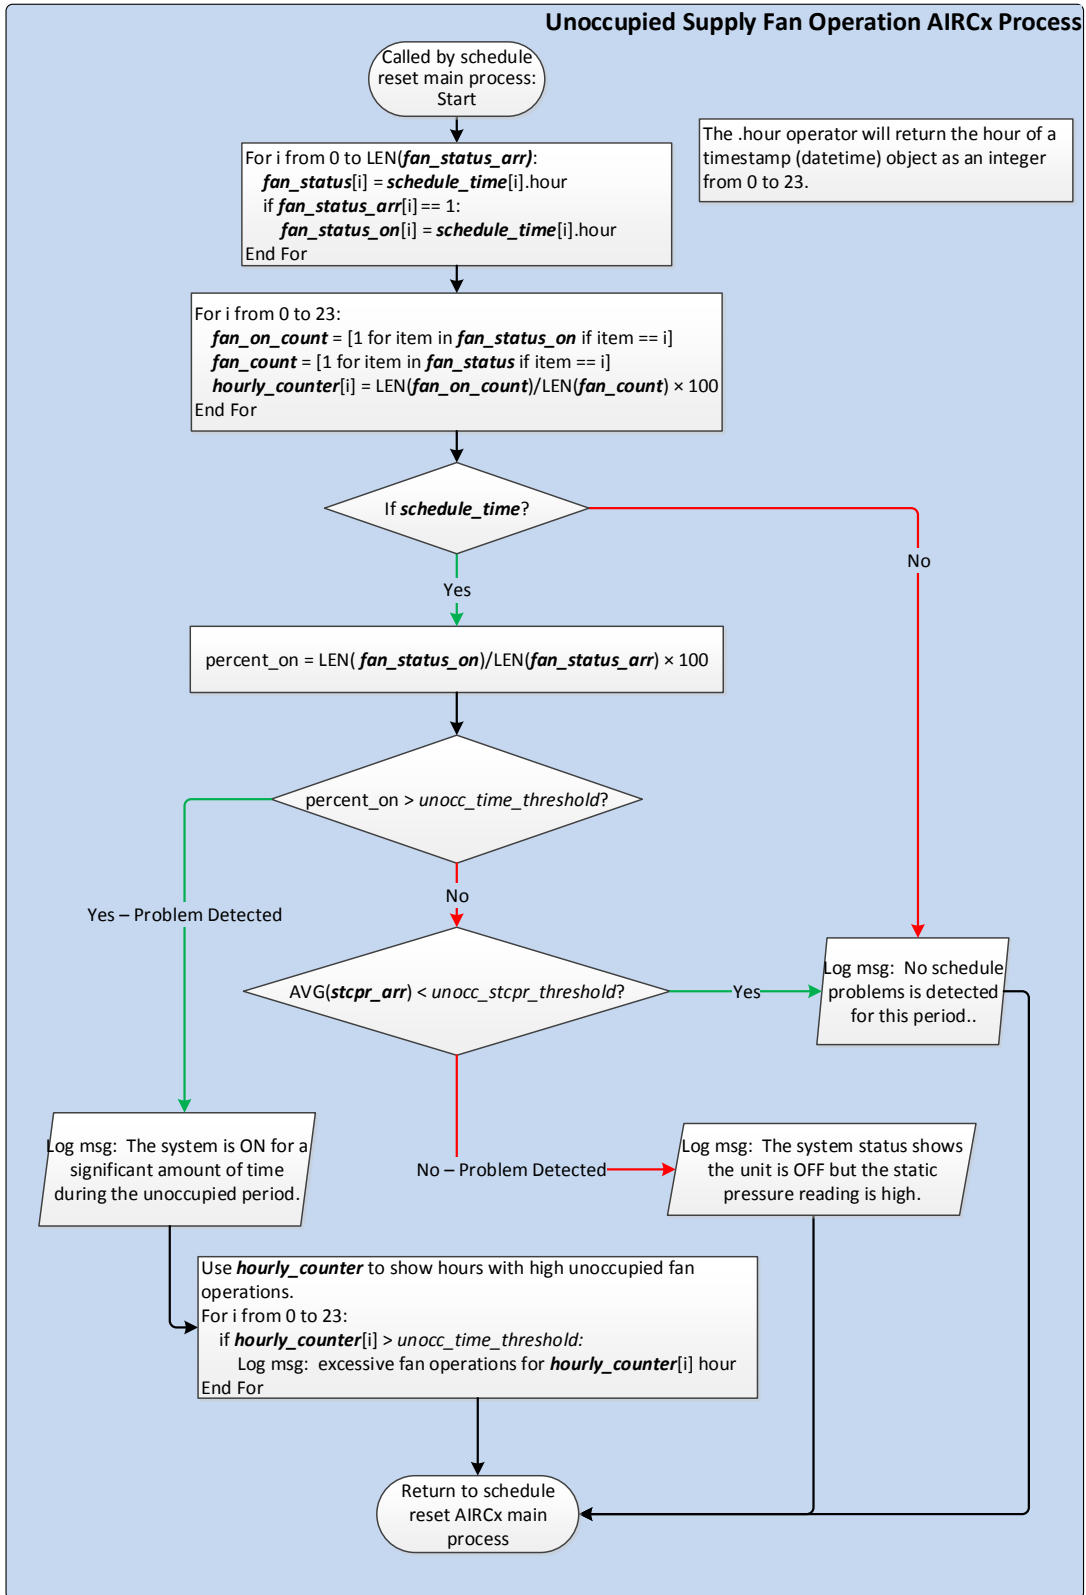 Unoccupied Supply Fan Operation AIRCx Process
Called by schedule
reset main process:
Start
The .hour operator will return the hour of a
timestamp (datetime) object as an integer
from 0 to 23.
For i from 0 to LEN(fan_status_arr):
fan_status[i] = schedule_time[i].hour
if fan_status_arr[i] == 1:
fan_status_on[i] = schedule_time[i].hour
End For
For i from 0 to 23:
fan_on_count = [1 for item in fan_status_on if item == i]
fan_count = [1 for item in fan_status if item == i]
hourly_counter[i] = LEN(fan_on_count)/LEN(fan_count) × 100
End For
If schedule_time?
No
Yes
percent_on = LEN( fan_status_on)/LEN(fan_status_arr) × 100
percent_on > unocc_time_threshold?
No
Yes – Problem Detected
AVG(stcpr_arr) < unocc_stcpr_threshold?
Yes
Log msg:  No schedule
problems is detected
for this period..
Log msg:  The system is ON for a
significant amount of time
during the unoccupied period.
No – Problem Detected
Log msg:  The system status shows
the unit is OFF but the static
pressure reading is high.
Use hourly_counter to show hours with high unoccupied fan
operations.
For i from 0 to 23:
if hourly_counter[i] > unocc_time_threshold:
Log msg:  excessive fan operations for hourly_counter[i] hour
End For
Return to schedule
reset AIRCx main
process